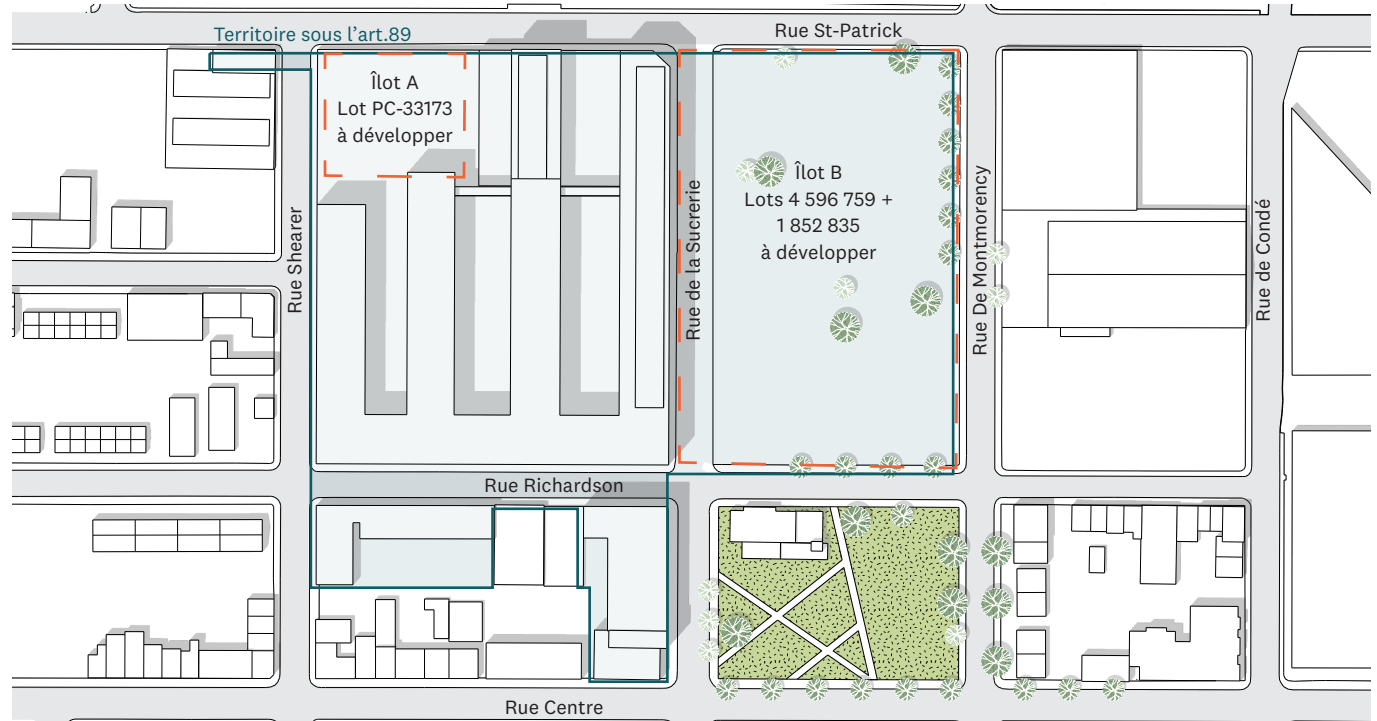 Territoire sous l’art.89
Rue St-Patrick
Îlot A
Lot PC-33173
à développer
Îlot B
Lots 4 596 759 +
1 852 835
à développer
Rue Shearer
Rue de la Sucrerie
Rue De Montmorency
Rue de Condé
Rue Richardson
Rue Centre